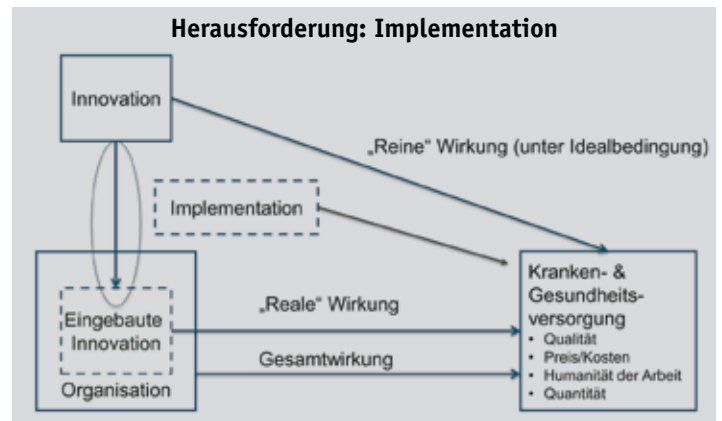 Herausforderung: Implementation
Innovation
„Reine“ Wirkung (unter Idealbedingung)
Implementation
Kranken- &
Gesundheits-
versorgung
• Qualität
• Preis/Kosten
• Humanität der Arbeit
• Quantität
„Reale“ Wirkung
Eingebaute
Innovation
Gesamtwirkung
Organisation